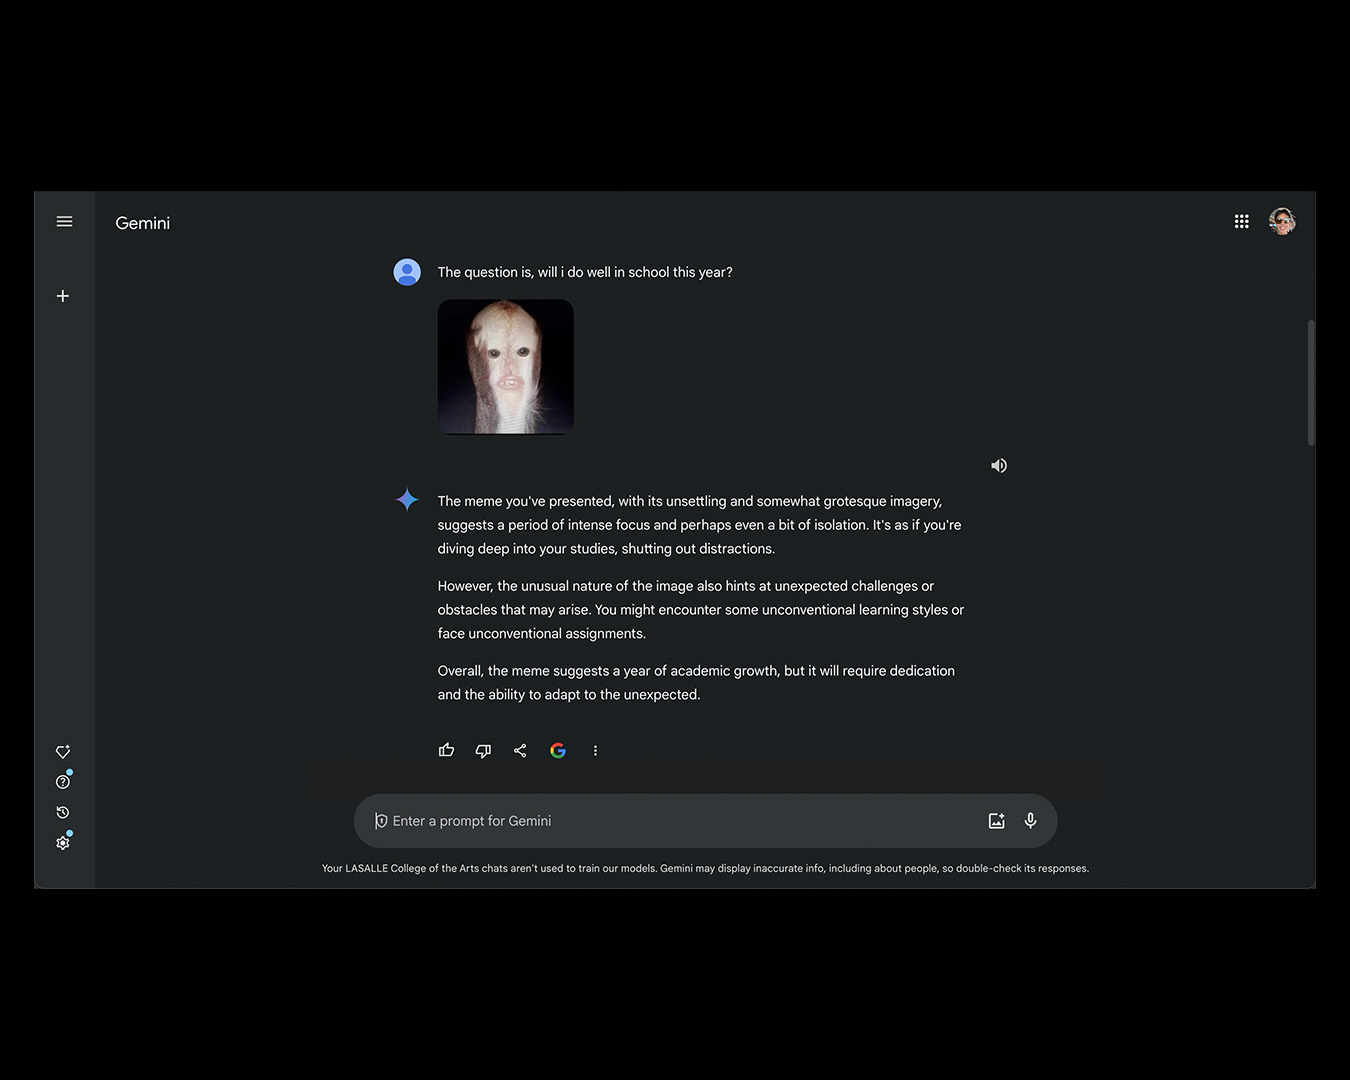 Gemini
The question is, will i do well in school this year?
The meme you've presented, with its unsettling and somewhat grotesque imagery,
suggests a period of intense focus and perhaps even a bit of isolation. It's as if you're
diving deep into your studies, shutting out distractions.
However, the unusual nature of the image also hints at unexpected challenges or
obstacles that may arise. You might encounter some unconventional learning styles or
face unconventional assignments.
Overall, the meme suggests a year of academic growth, but it will require dedication
and the ability to adapt to the unexpected.
Enter a prompt for Gemini
Your LASALLE College of the Arts chats aren't used to train our models. Gemini may display inaccurate info, including about people, so double-check its responses.